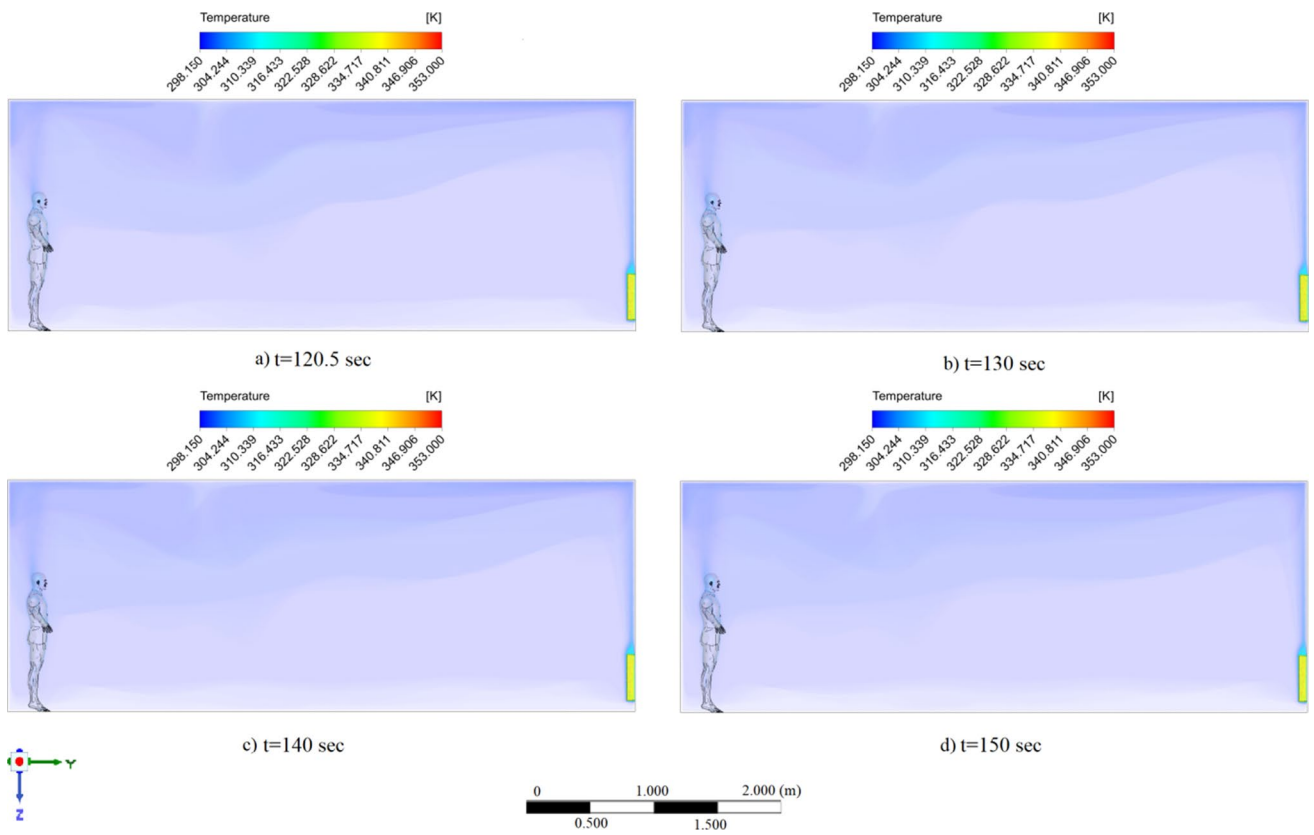 Temperature [K]
298.150 304.244 310.339 316.433 322.528 328.622 334.717 340.811 346.906 353.000
Temperature [K]
298.150 304.244 310.339 316.433 322.528 328.622 334.717 340.811 346.906 353.000
a) t=120.5 sec
b) t=130 sec
Temperature [K]
298.150 304.244 310.339 316.433 322.528 328.622 334.717 340.811 346.906 353.000
Temperature [K]
298.150 304.244 310.339 316.433 322.528 328.622 334.717 340.811 346.906 353.000
c) t=140 sec
d) t=150 sec
Y
Z
0 1.000 2.000 (m)
0.500 1.500